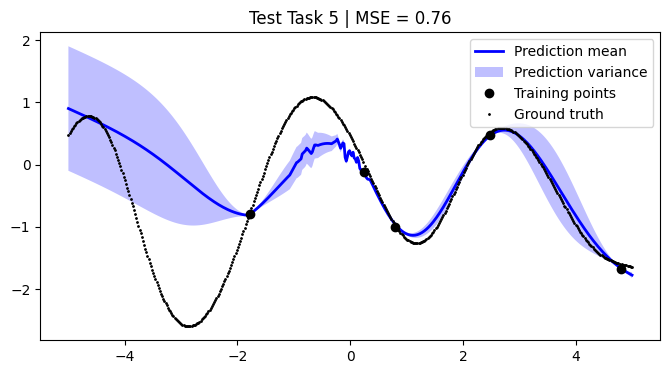 Test Task 5 | MSE = 0.76
Prediction mean
Prediction variance
Training points
Ground truth
2
1
0
−1
−2
−4
−2
0
2
4